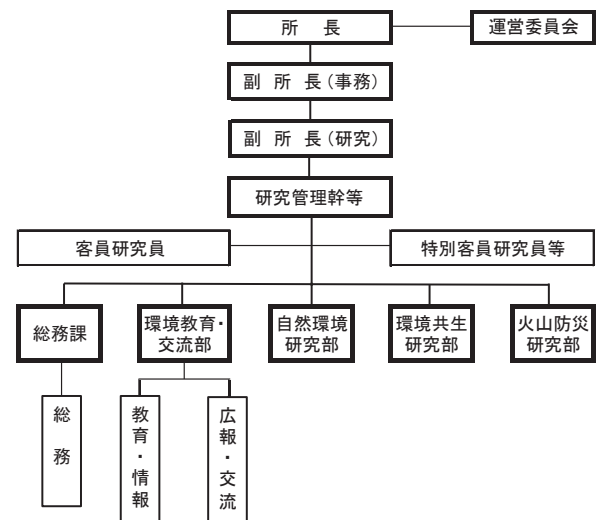 所　長
運営委員会
副 所 長（事務）
副 所 長（研究）
研究管理幹等
客員研究員
特別客員研究員等
総務課
環境教育・
交流部
自然環境
研究部
環境共生
研究部
火山防災
研究部
総務
教育・情報
広報・交流